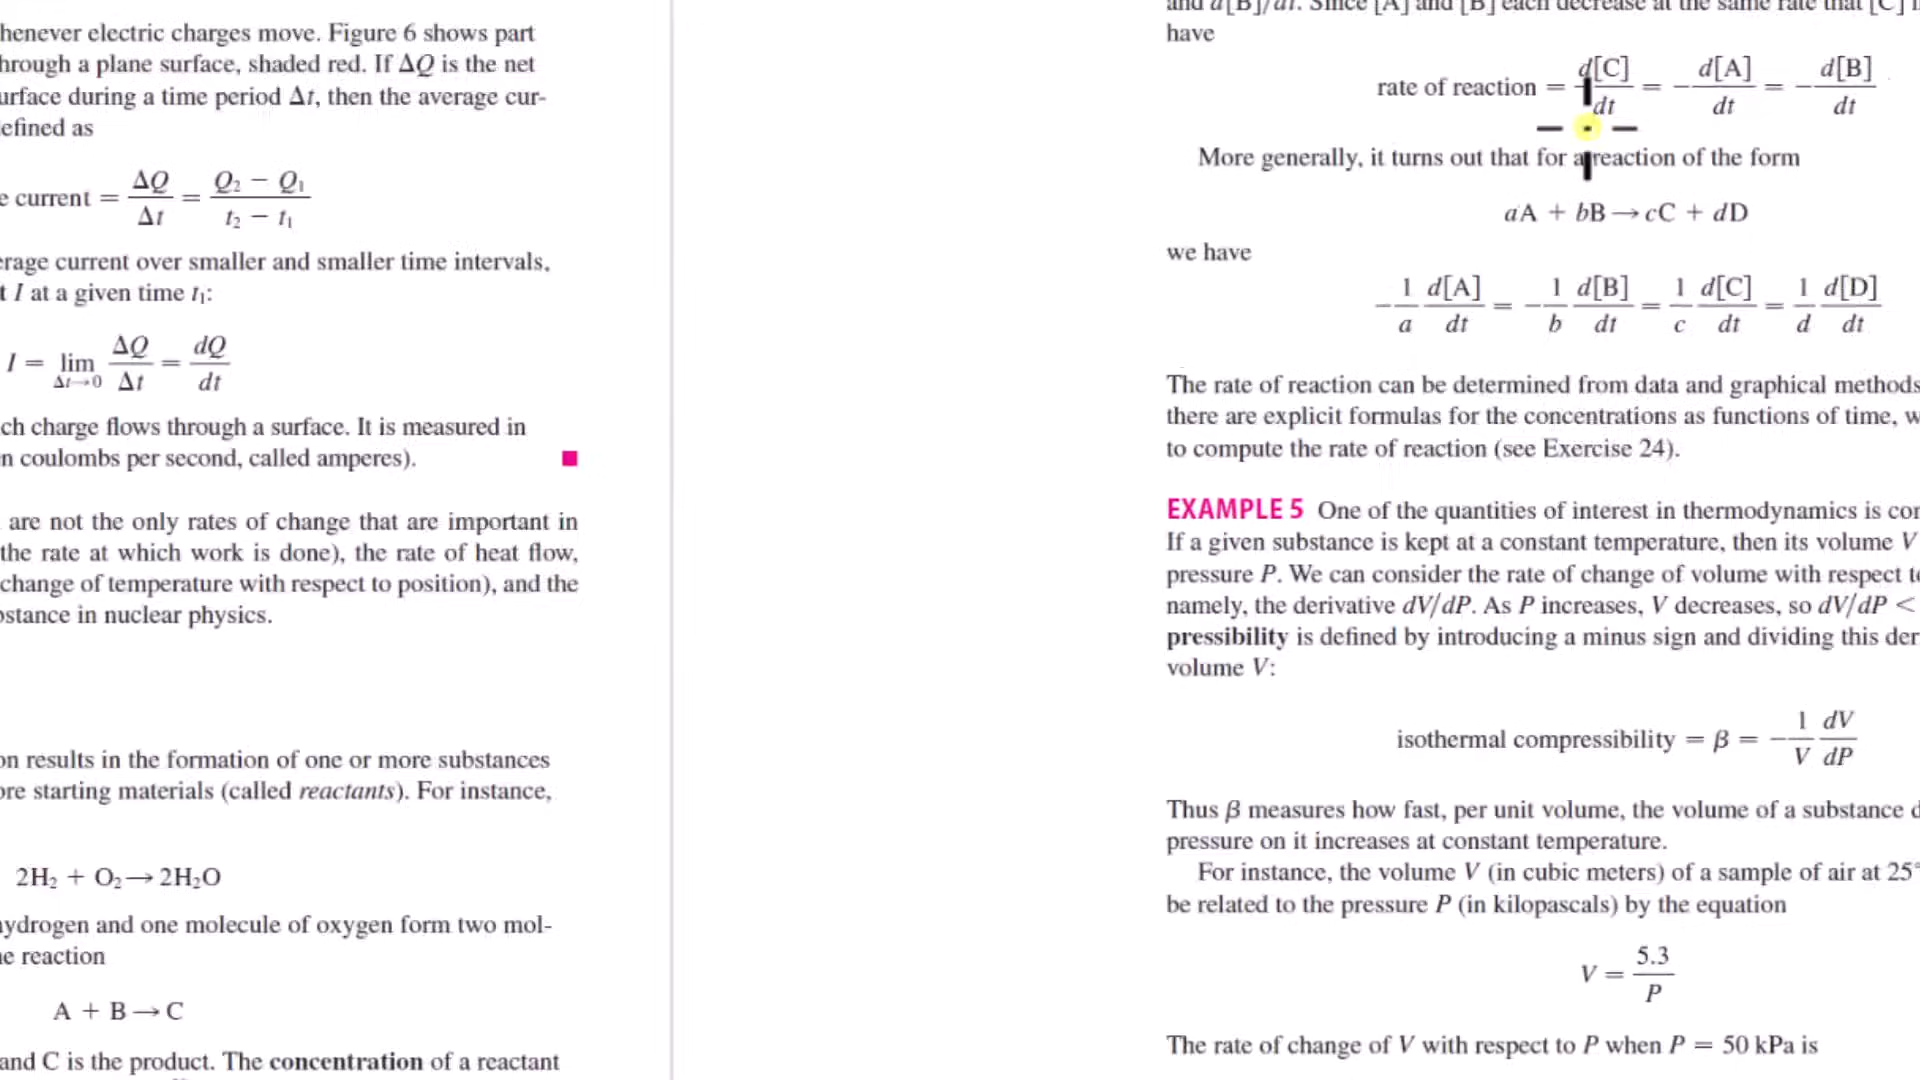 henever electric charges move. Figure 6 shows part
hrough a plane surface, shaded red. If ΔQ is the net
urface during a time period Δt, then the average cur-
efined as
e current = ΔQ/Δt = (Q₂ − Q₁)/(t₂ − t₁)
erage current over smaller and smaller time intervals,
t I at a given time t₁:
I = lim Δt→0 ΔQ/Δt = dQ/dt
ch charge flows through a surface. It is measured in
n coulombs per second, called amperes).
are not the only rates of change that are important in
the rate at which work is done), the rate of heat flow,
change of temperature with respect to position), and the
bstance in nuclear physics.
on results in the formation of one or more substances
ore starting materials (called reactants). For instance,
2H₂ + O₂ → 2H₂O
hydrogen and one molecule of oxygen form two mol-
e reaction
A + B → C
and C is the product. The concentration of a reactant
and d[B]/dt. Since [A] and [B] each decrease at the same rate that [C] i
have
rate of reaction = d[C]/dt = −d[A]/dt = −d[B]/dt
More generally, it turns out that for a reaction of the form
aA + bB → cC + dD
we have
−1/a d[A]/dt = −1/b d[B]/dt = 1/c d[C]/dt = 1/d d[D]/dt
The rate of reaction can be determined from data and graphical methods
there are explicit formulas for the concentrations as functions of time, w
to compute the rate of reaction (see Exercise 24).
EXAMPLE 5 One of the quantities of interest in thermodynamics is co
If a given substance is kept at a constant temperature, then its volume V
pressure P. We can consider the rate of change of volume with respect t
namely, the derivative dV/dP. As P increases, V decreases, so dV/dP <
pressibility is defined by introducing a minus sign and dividing this der
volume V:
isothermal compressibility = β = −1/V dV/dP
Thus β measures how fast, per unit volume, the volume of a substance d
pressure on it increases at constant temperature.
For instance, the volume V (in cubic meters) of a sample of air at 25°
be related to the pressure P (in kilopascals) by the equation
V = 5.3/P
The rate of change of V with respect to P when P = 50 kPa is